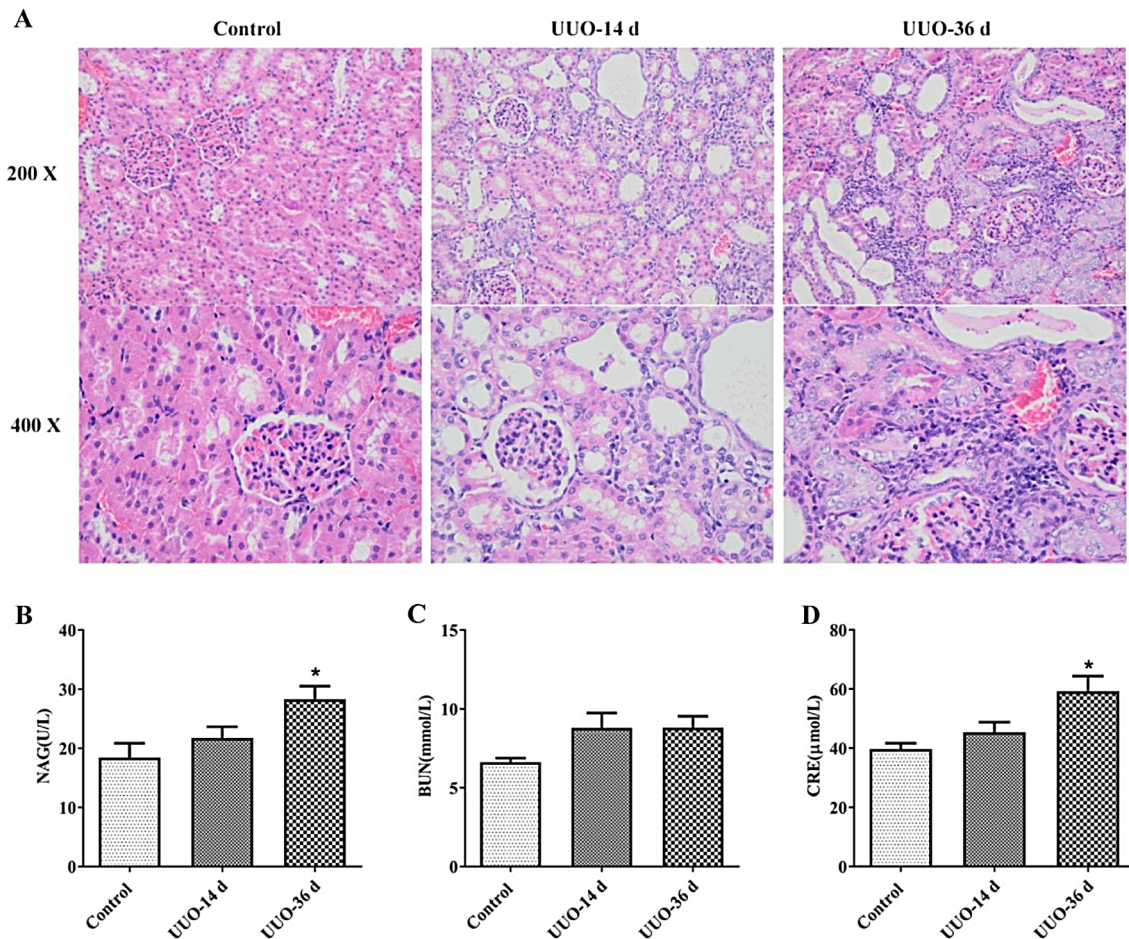 A
Control
UUO-14 d
UUO-36 d
200 X
400 X
B
40
30
20
10
0
NAG(U/L)
*
Control
UUO-14 d
UUO-36 d
C
15
10
5
0
BUN(mmol/L)
Control
UUO-14 d
UUO-36 d
D
80
60
40
20
0
CRE(μmol/L)
*
Control
UUO-14 d
UUO-36 d